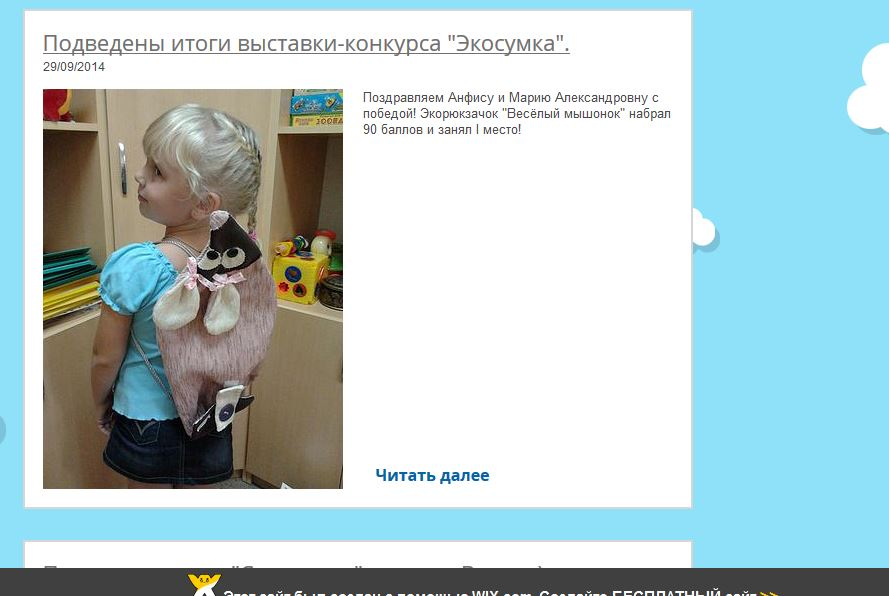 Подведены итоги выставки-конкурса "Экосумка".
29/09/2014
Поздравляем Анфису и Марию Александровну с
победой! Экорюкзачок "Весёлый мышонок" набрал
90 баллов и занял I место!
Читать далее
Этот сайт был создан с помощью WIX.com. Создайте БЕСПЛАТНЫЙ сайт >>